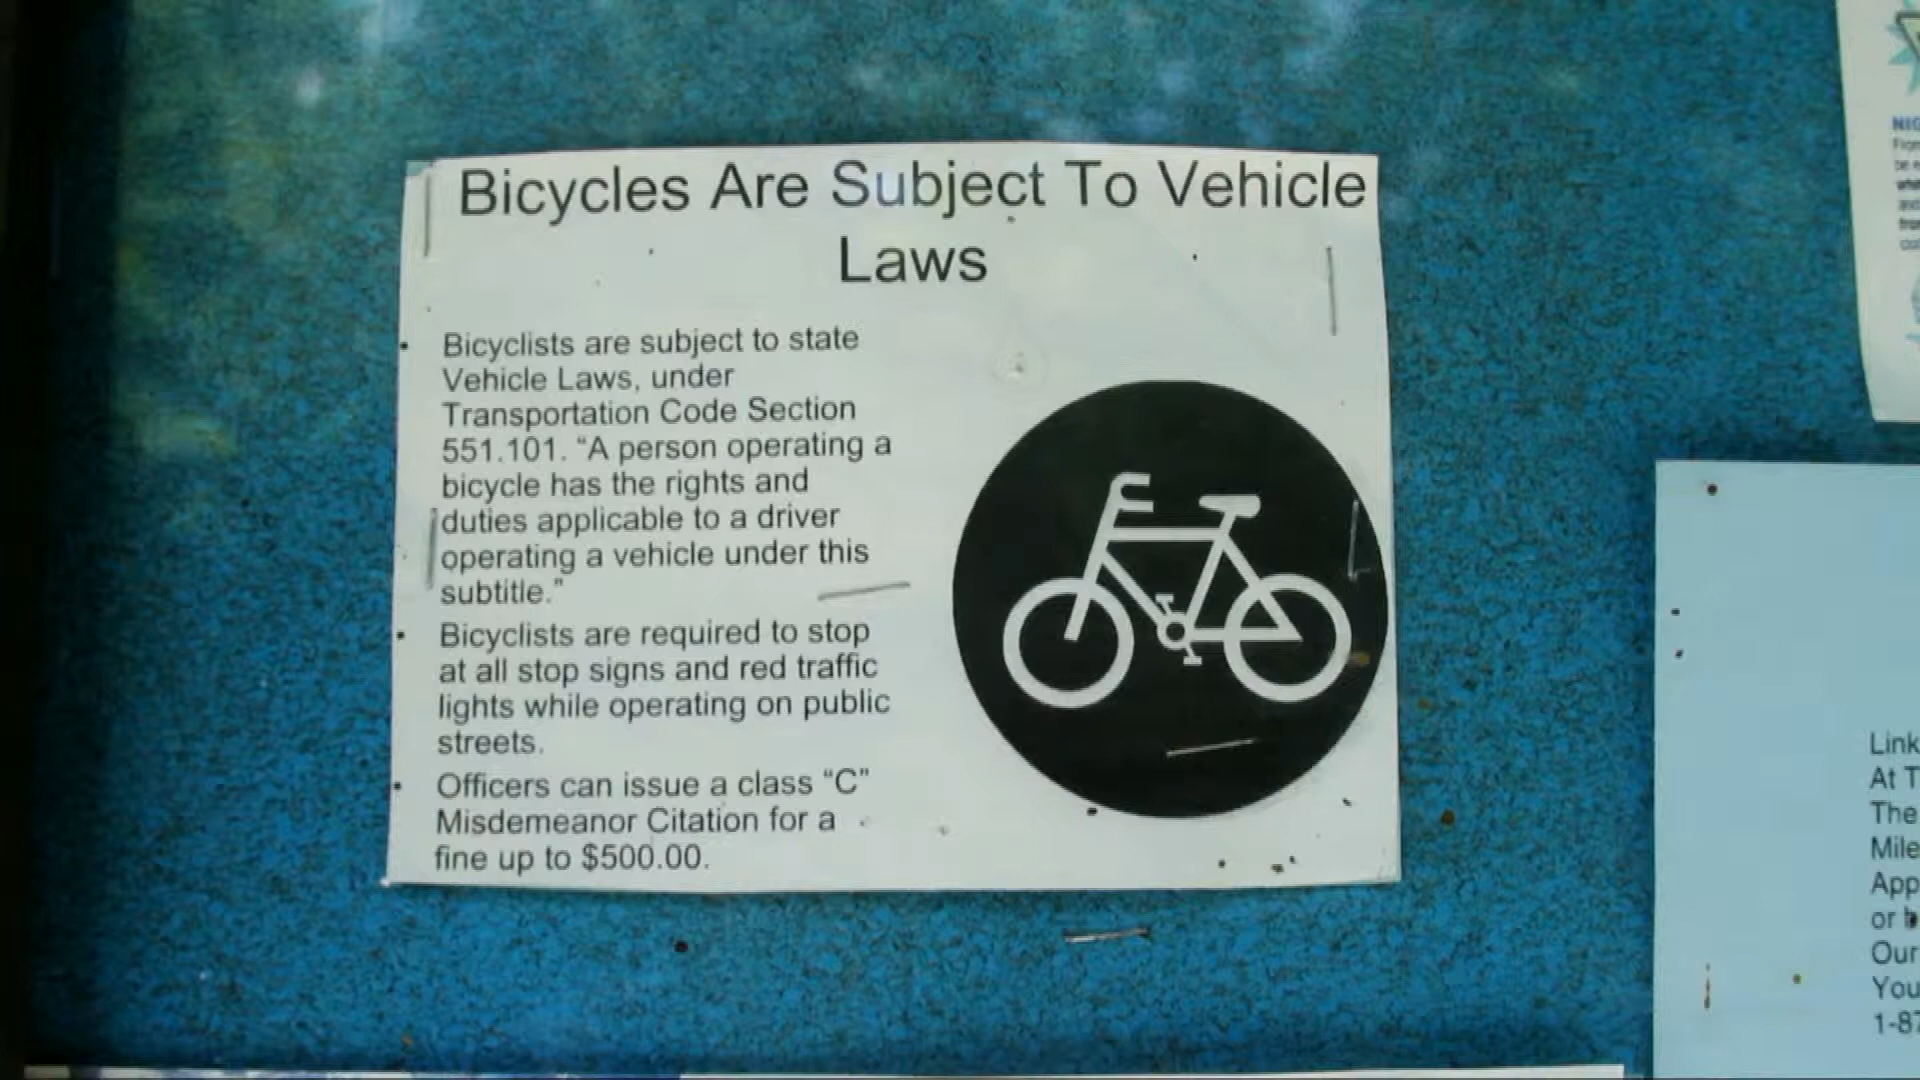 Bicycles Are Subject To Vehicle
Laws
• Bicyclists are subject to state
Vehicle Laws, under
Transportation Code Section
551.101. “A person operating a
bicycle has the rights and
duties applicable to a driver
operating a vehicle under this
subtitle.”
• Bicyclists are required to stop
at all stop signs and red traffic
lights while operating on public
streets.
• Officers can issue a class “C”
Misdemeanor Citation for a
fine up to $500.00.
Link
At T
The
Mile
App
or
Our
You
1-87